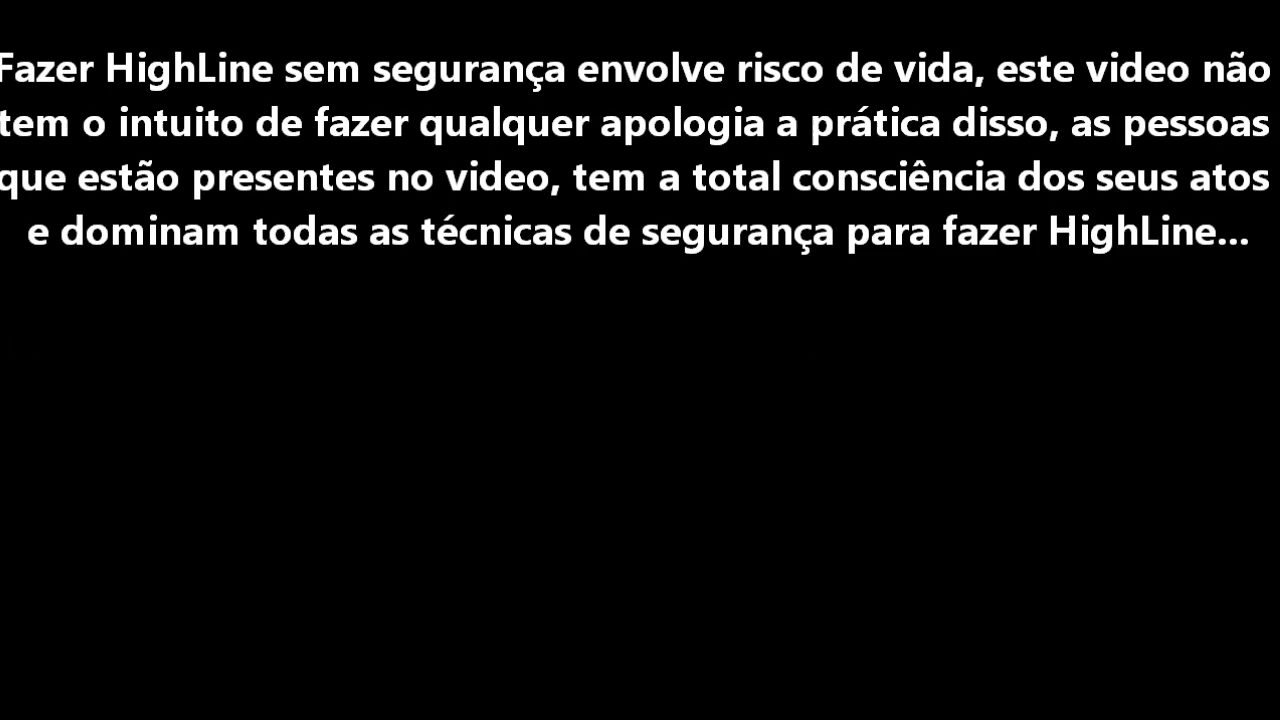 Fazer HighLine sem segurança envolve risco de vida, este video não
tem o intuito de fazer qualquer apologia a prática disso, as pessoas
que estão presentes no video, tem a total consciência dos seus atos
e dominam todas as técnicas de segurança para fazer HighLine...